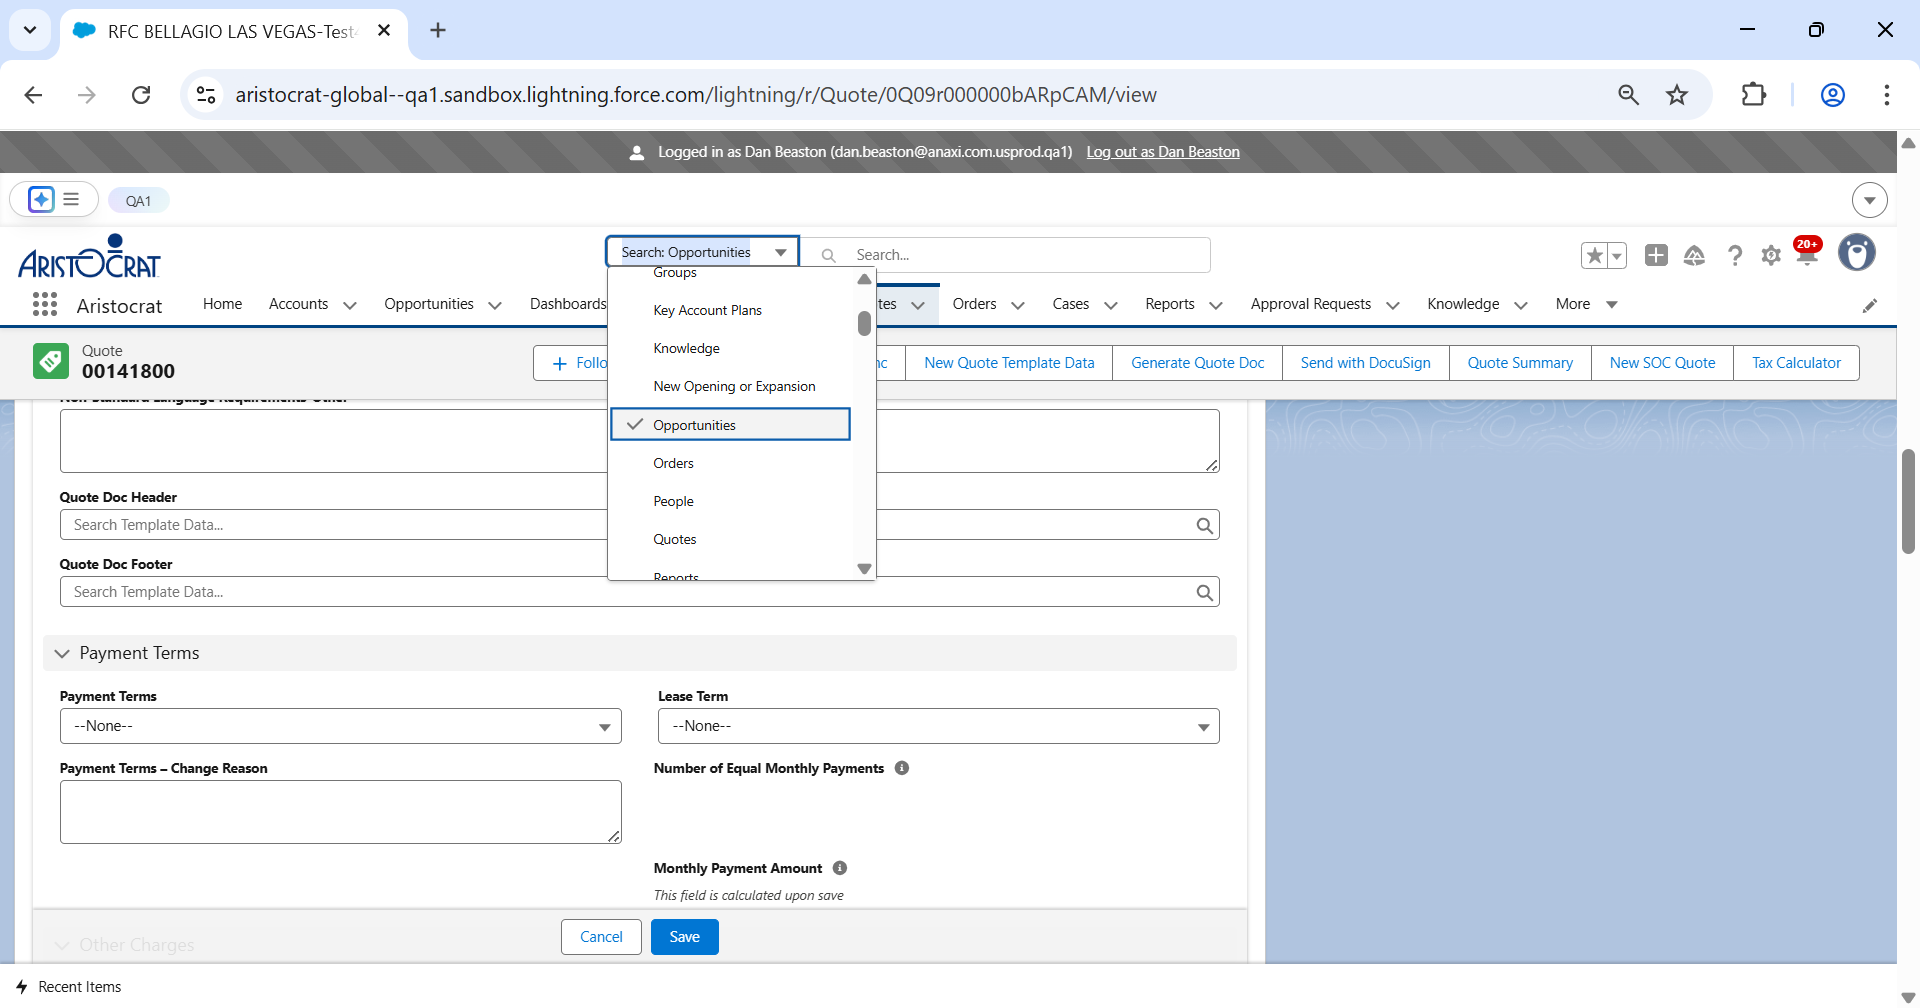 RFC BELLAGIO LAS VEGAS-Test
aristocrat-global--qa1.sandbox.lightning.force.com/lightning/r/Quote/0Q09r000000bARpCAM/view
Logged in as Dan Beaston (dan.beaston@anaxi.com.usprod.qa1) Log out as Dan Beaston
QA1
ARISTOCRAT
Search: Opportunities
Search...
20+
Aristocrat
Home
Accounts
Opportunities
Dashboards
tes
Orders
Cases
Reports
Approval Requests
Knowledge
More
Groups
Key Account Plans
Knowledge
New Opening or Expansion
Opportunities
Orders
People
Quotes
Reports
Quote
00141800
Follo
nc
New Quote Template Data
Generate Quote Doc
Send with DocuSign
Quote Summary
New SOC Quote
Tax Calculator
Non-Standard Language Requirements Other
Quote Doc Header
Search Template Data...
Quote Doc Footer
Search Template Data...
Payment Terms
Payment Terms
--None--
Lease Term
--None--
Payment Terms – Change Reason
Number of Equal Monthly Payments
Monthly Payment Amount
This field is calculated upon save
Cancel
Save
Other Charges
Recent Items